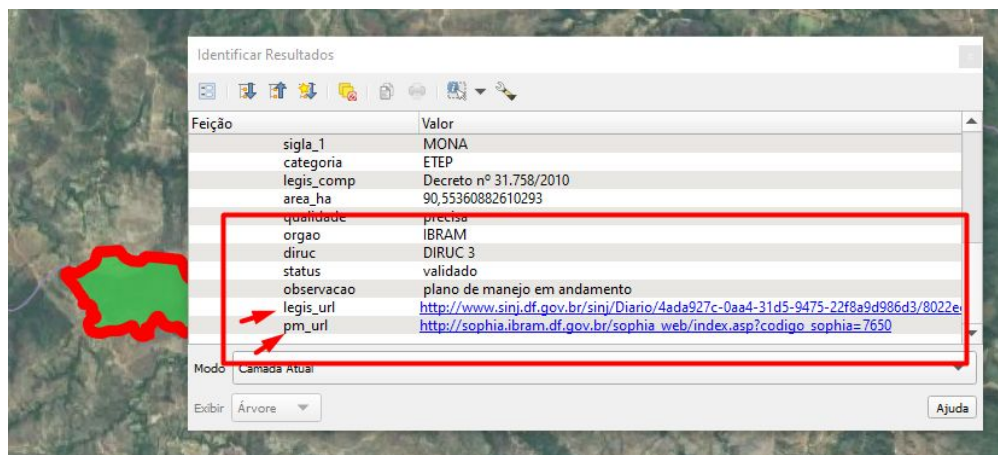 Identificar Resultados
Feição Valor
sigla_1 MONA
categoria ETEP
legis_comp Decreto nº 31.758/2010
area_ha 90,55360882610293
qualidade precisa
orgao IBRAM
diruc DIRUC 3
status validado
observacao plano de manejo em andamento
legis_url http://www.sinj.df.gov.br/sinj/Diario/4ada927c-0aa4-31d5-9475-22f8a9d986d3/8022e
pm_url http://sophia.ibram.df.gov.br/sophia_web/index.asp?codigo_sophia=7650
Modo Camada Atual
Exibir Árvore Ajuda